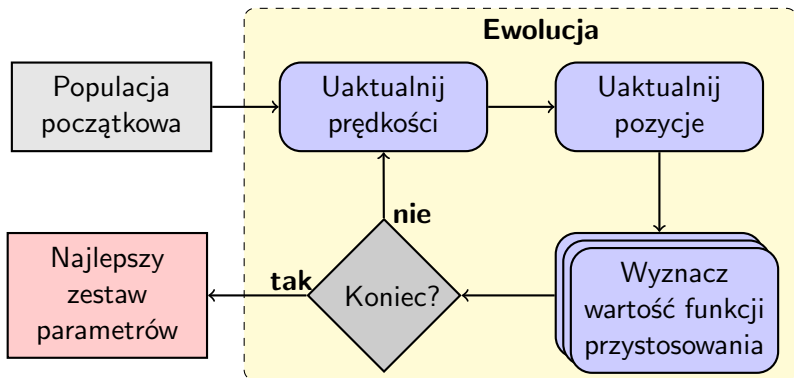 Ewolucja
Populacja
początkowa
Uaktualnij
prędkości
Uaktualnij
pozycje
nie
Najlepszy
zestaw
parametrów
tak
Koniec?
Wyznacz
wartość funkcji
przystosowania